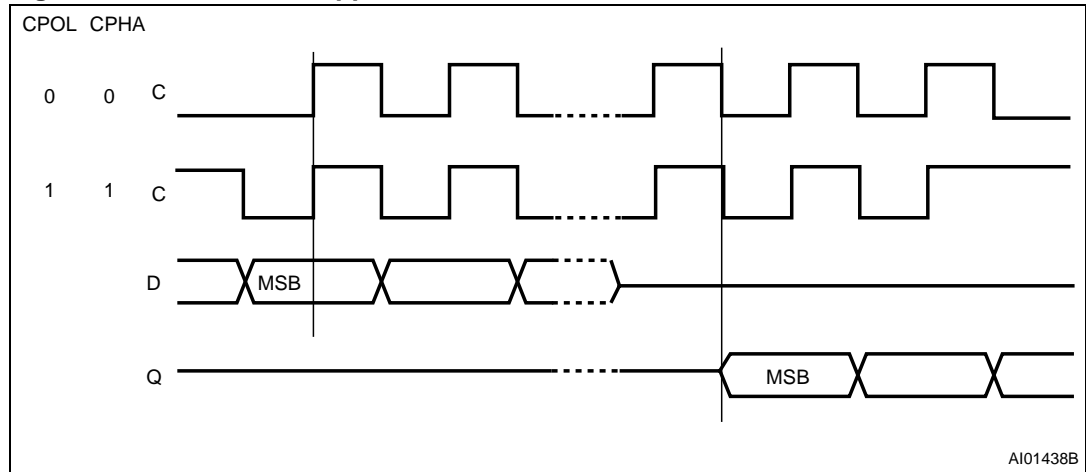 CPOL CPHA
0 0 C
1 1 C
D MSB
Q MSB
AI01438B